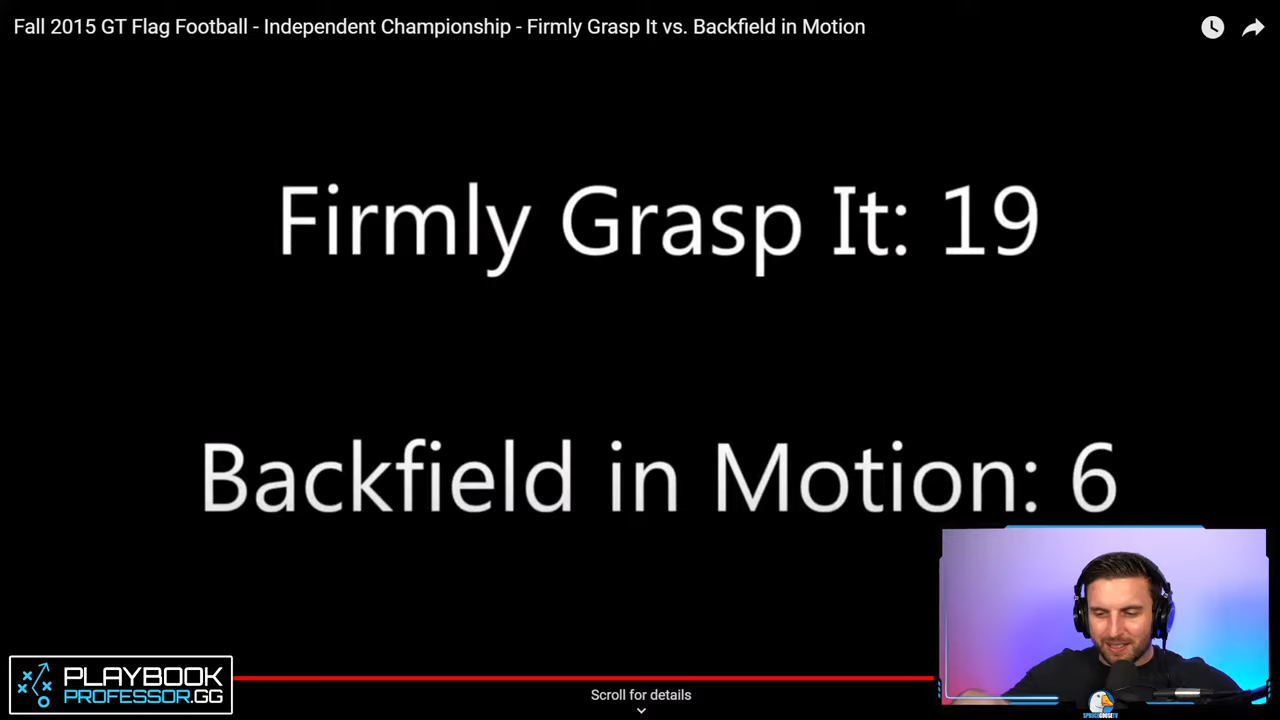 Fall 2015 GT Flag Football - Independent Championship - Firmly Grasp It vs. Backfield in Motion
Firmly Grasp It: 19
Backfield in Motion: 6
PLAYBOOK
PROFESSOR.GG
Scroll for details
SPRUCEGOOSETV